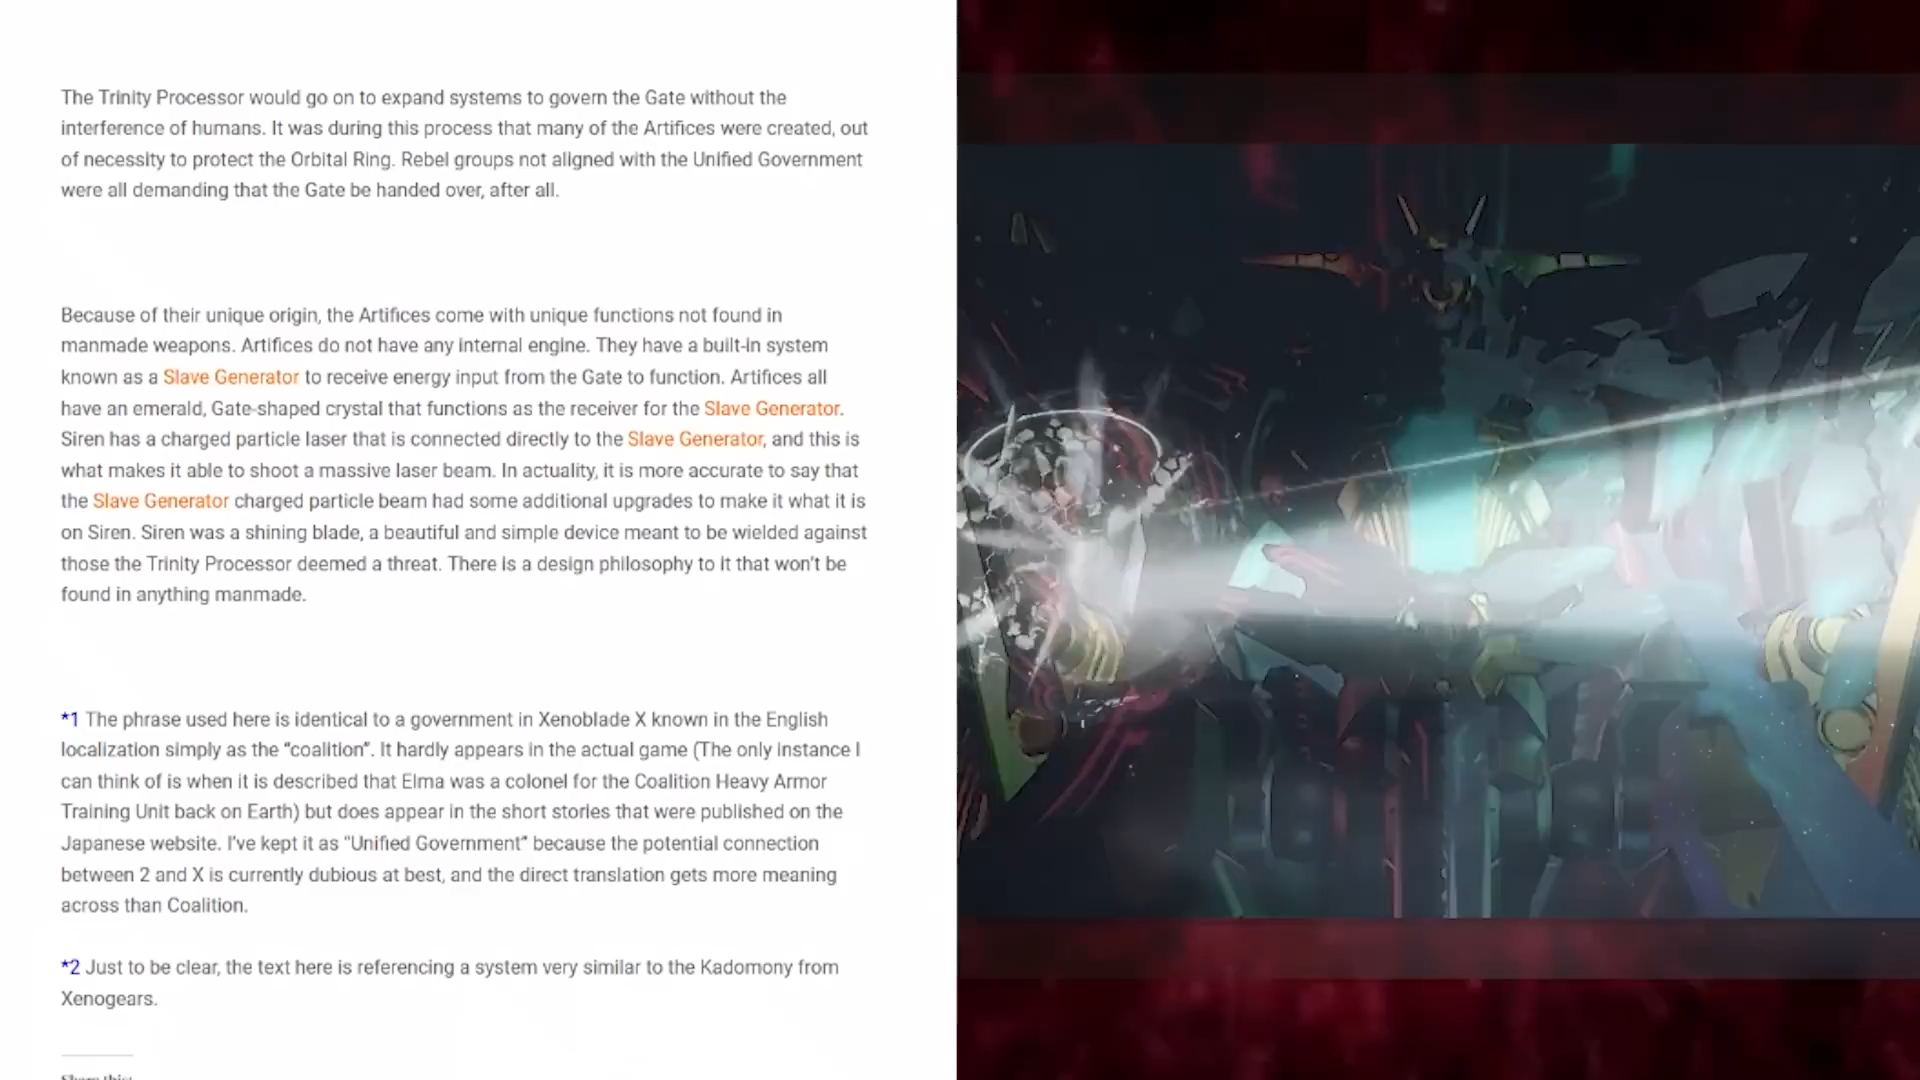 The Trinity Processor would go on to expand systems to govern the Gate without the
interference of humans. It was during this process that many of the Artifices were created, out
of necessity to protect the Orbital Ring. Rebel groups not aligned with the Unified Government
were all demanding that the Gate be handed over, after all.
Because of their unique origin, the Artifices come with unique functions not found in
manmade weapons. Artifices do not have any internal engine. They have a built-in system
known as a Slave Generator to receive energy input from the Gate to function. Artifices all
have an emerald, Gate-shaped crystal that functions as the receiver for the Slave Generator.
Siren has a charged particle laser that is connected directly to the Slave Generator, and this is
what makes it able to shoot a massive laser beam. In actuality, it is more accurate to say that
the Slave Generator charged particle beam had some additional upgrades to make it what it is
on Siren. Siren was a shining blade, a beautiful and simple device meant to be wielded against
those the Trinity Processor deemed a threat. There is a design philosophy to it that won't be
found in anything manmade.
*1 The phrase used here is identical to a government in Xenoblade X known in the English
localization simply as the “coalition”. It hardly appears in the actual game (The only instance I
can think of is when it is described that Elma was a colonel for the Coalition Heavy Armor
Training Unit back on Earth) but does appear in the short stories that were published on the
Japanese website. I've kept it as "Unified Government" because the potential connection
between 2 and X is currently dubious at best, and the direct translation gets more meaning
across than Coalition.
*2 Just to be clear, the text here is referencing a system very similar to the Kadomony from
Xenogears.
Share this: